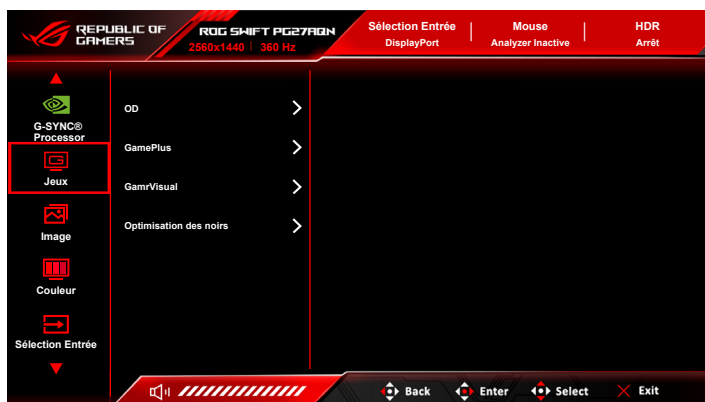 REPUBLIC OF
GAMERS
ROG SWIFT PG27AQN
2560x1440 | 360 Hz
Sélection Entrée
DisplayPort
Mouse
Analyzer Inactive
HDR
Arrêt
G-SYNC®
Processor
Jeux
Image
Couleur
Sélection Entrée
OD
GamePlus
GamrVisual
Optimisation des noirs
Back
Enter
Select
Exit